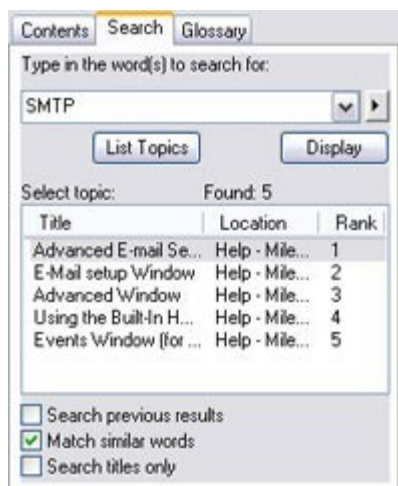 Contents Search Glossary
Type in the word(s) to search for:
SMTP
List Topics Display
Select topic: Found: 5
Title Location Rank
Advanced E-mail Se... Help - Mile... 1
E-Mail setup Window Help - Mile... 2
Advanced Window Help - Mile... 3
Using the Built-In H... Help - Mile... 4
Events Window (for ... Help - Mile... 5
Search previous results
Match similar words
Search titles only